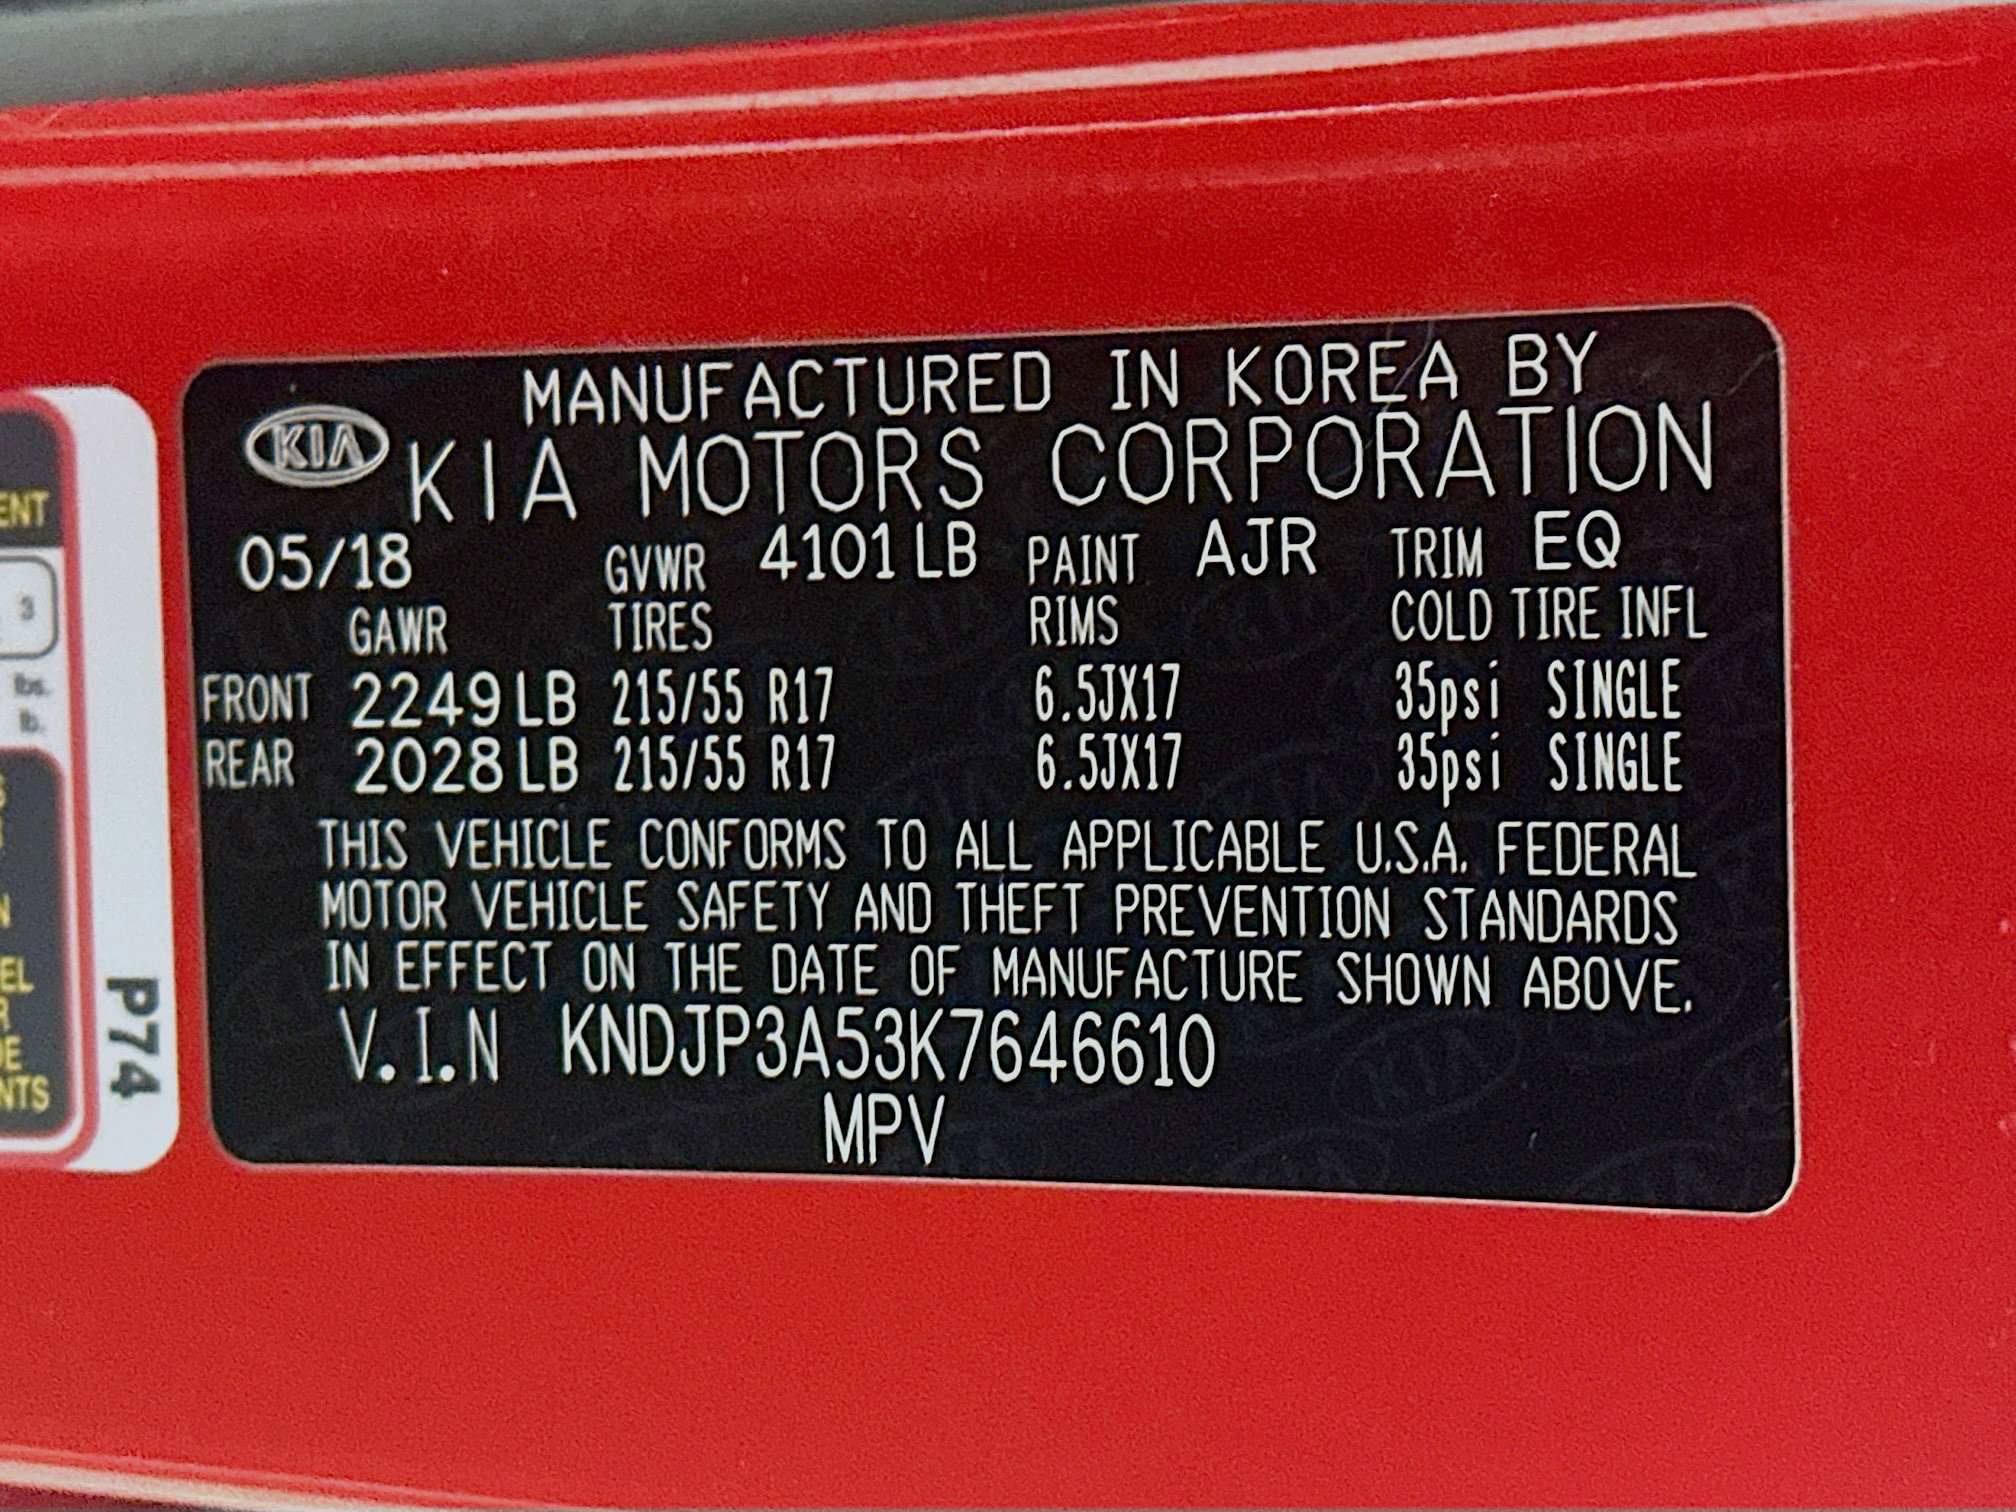 MANUFACTURED IN KOREA BY
KIA KIA MOTORS CORPORATION
05/18 GVWR 4101 LB PAINT AJR TRIM EQ
GAWR TIRES RIMS COLD TIRE INFL
FRONT 2249 LB 215/55 R17 6.5JX17 35psi SINGLE
REAR 2028 LB 215/55 R17 6.5JX17 35psi SINGLE
THIS VEHICLE CONFORMS TO ALL APPLICABLE U.S.A. FEDERAL
MOTOR VEHICLE SAFETY AND THEFT PREVENTION STANDARDS
IN EFFECT ON THE DATE OF MANUFACTURE SHOWN ABOVE.
V.I.N KNDJP3A53K7646610
MPV
3
lbs.
lb.
P74